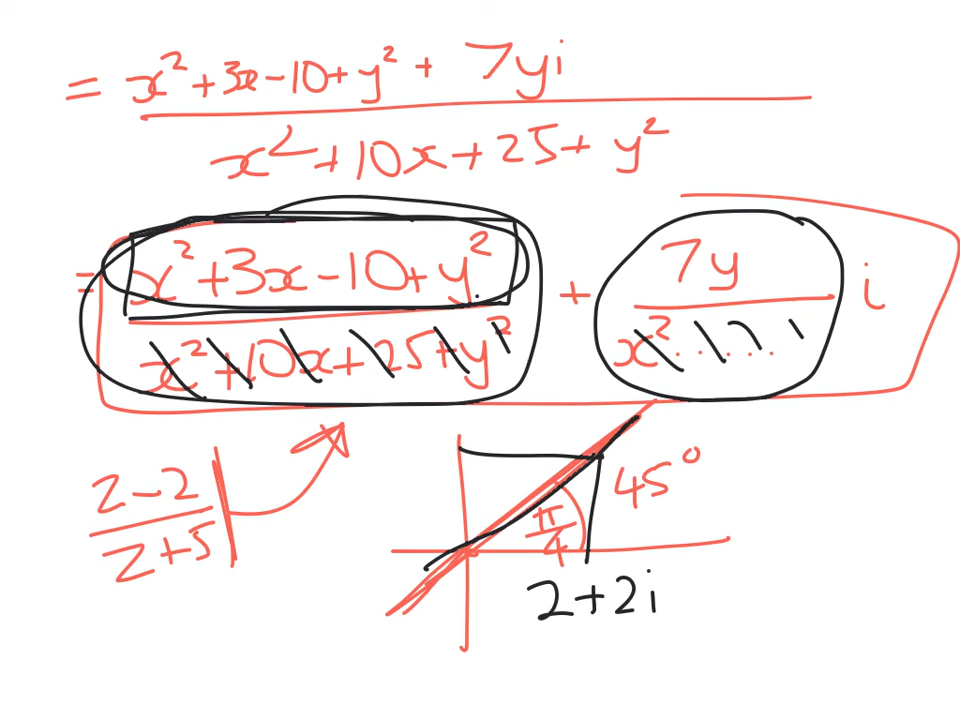 = x²+3x-10+y² + 7yi
x²+10x+25+y²
= x²+3x-10+y² + 7y i
x²+10x+25+y² x²......
z-2
z+5
45°
π
4
2+2i